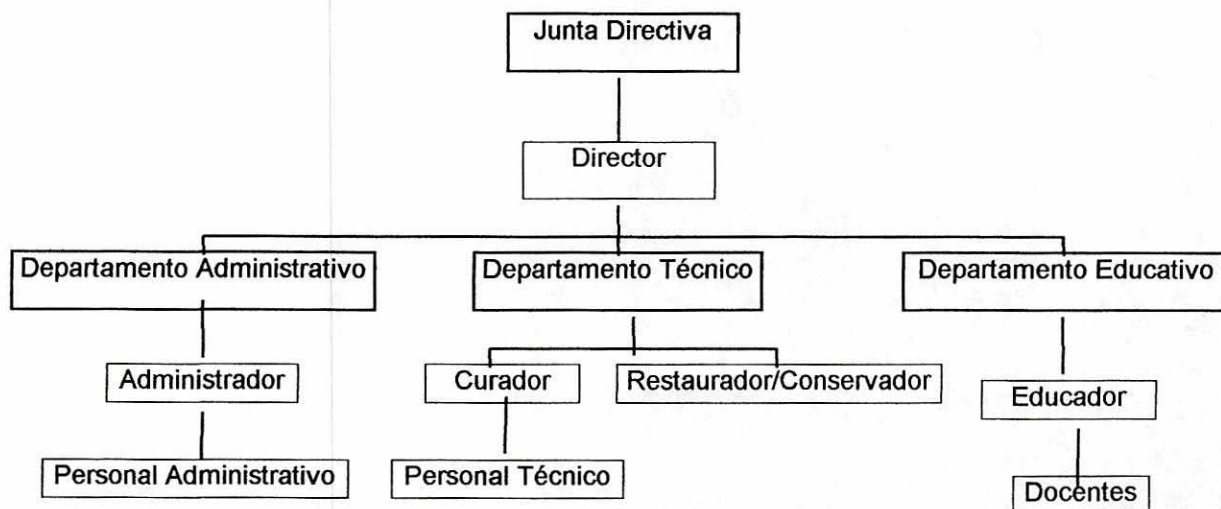 Junta Directiva
Director
Departamento Administrativo
Departamento Técnico
Departamento Educativo
Administrador
Curador
Restaurador/Conservador
Educador
Personal Administrativo
Personal Técnico
Docentes